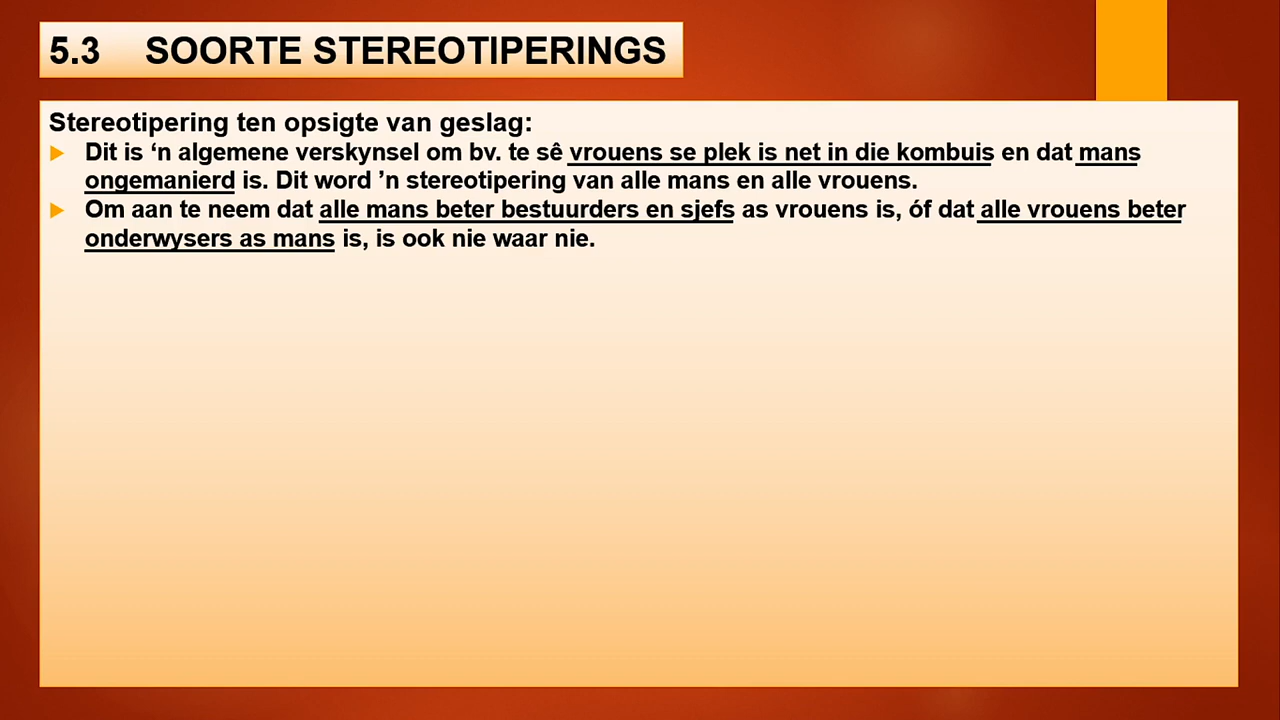 5.3 SOORTE STEREOTIPERINGS
Stereotipering ten opsigte van geslag:
Dit is ‘n algemene verskynsel om bv. te sê vrouens se plek is net in die kombuis en dat mans
ongemanierd is. Dit word ’n stereotipering van alle mans en alle vrouens.
Om aan te neem dat alle mans beter bestuurders en sjefs as vrouens is, óf dat alle vrouens beter
onderwysers as mans is, is ook nie waar nie.